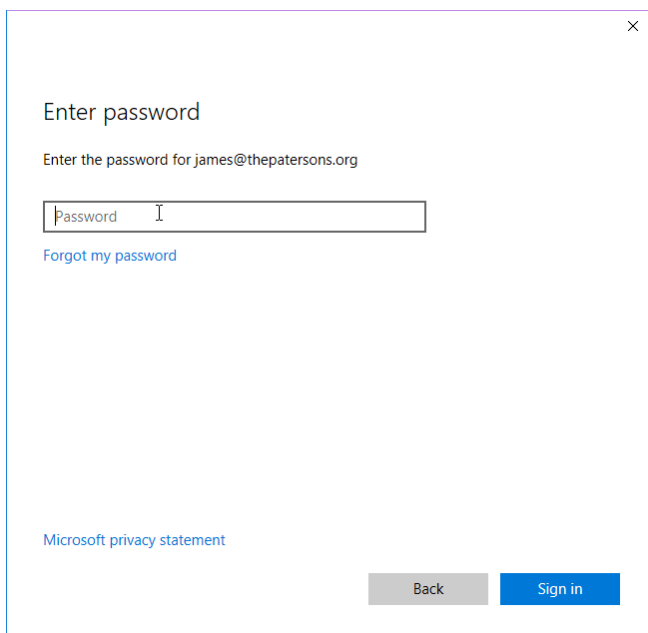 Enter password
Enter the password for james@thepatersons.org
Password
Forgot my password
Microsoft privacy statement
Back Sign in